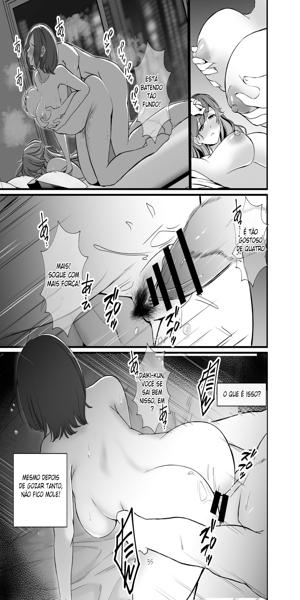 ESTÁ
BATENDO
TÃO
FUNDO!
É TÃO
GOSTOSO
DE QUATRO
MAIS!
SOQUE COM
MAIS FORÇA!
O QUE É ISSO?
DAIKI-KUN,
VOCÊ SE
SAI BEM
NISSO, EM?
MESMO DEPOIS
DE GOZAR TANTO,
NÃO FICO MOLE!
35